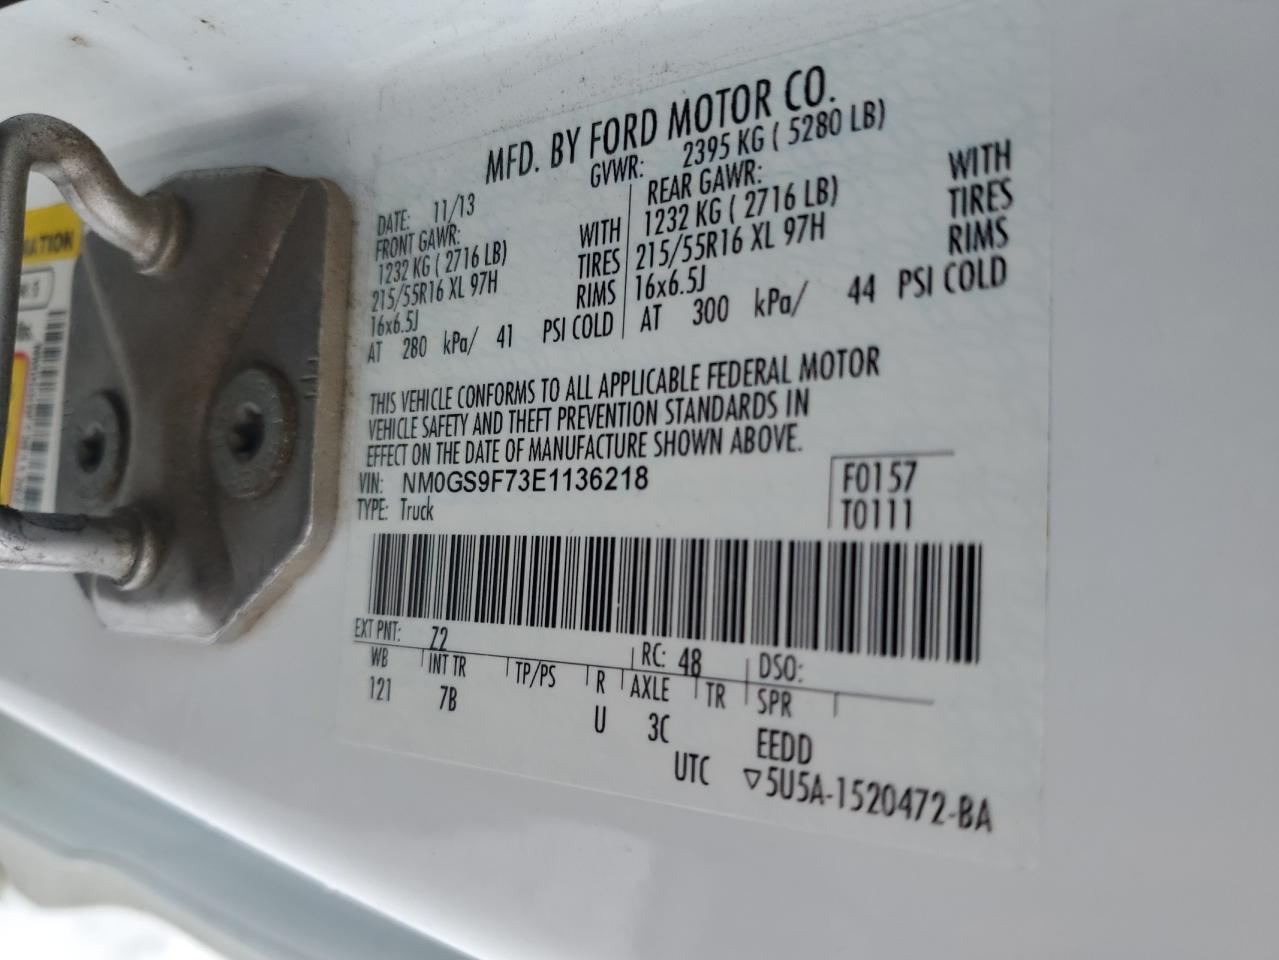 MFD. BY FORD MOTOR CO.
GVWR: 2395 KG ( 5280 LB)
DATE: 11/13
FRONT GAWR:
1232 KG ( 2716 LB) WITH
215/55R16 XL 97H TIRES
16x6.5J RIMS
AT 280 kPa/ 41 PSI COLD
REAR GAWR:
1232 KG ( 2716 LB) WITH
215/55R16 XL 97H TIRES
16x6.5J RIMS
AT 300 kPa/ 44 PSI COLD
THIS VEHICLE CONFORMS TO ALL APPLICABLE FEDERAL MOTOR
VEHICLE SAFETY AND THEFT PREVENTION STANDARDS IN
EFFECT ON THE DATE OF MANUFACTURE SHOWN ABOVE.
VIN: NM0GS9F73E1136218
TYPE: Truck
F0157
T0111
EXT PNT: Z2 RC: 48 DSO:
WB INT TR TP/PS R AXLE TR SPR
121 7B U 3C EEDD
UTC ▽5U5A-1520472-BA